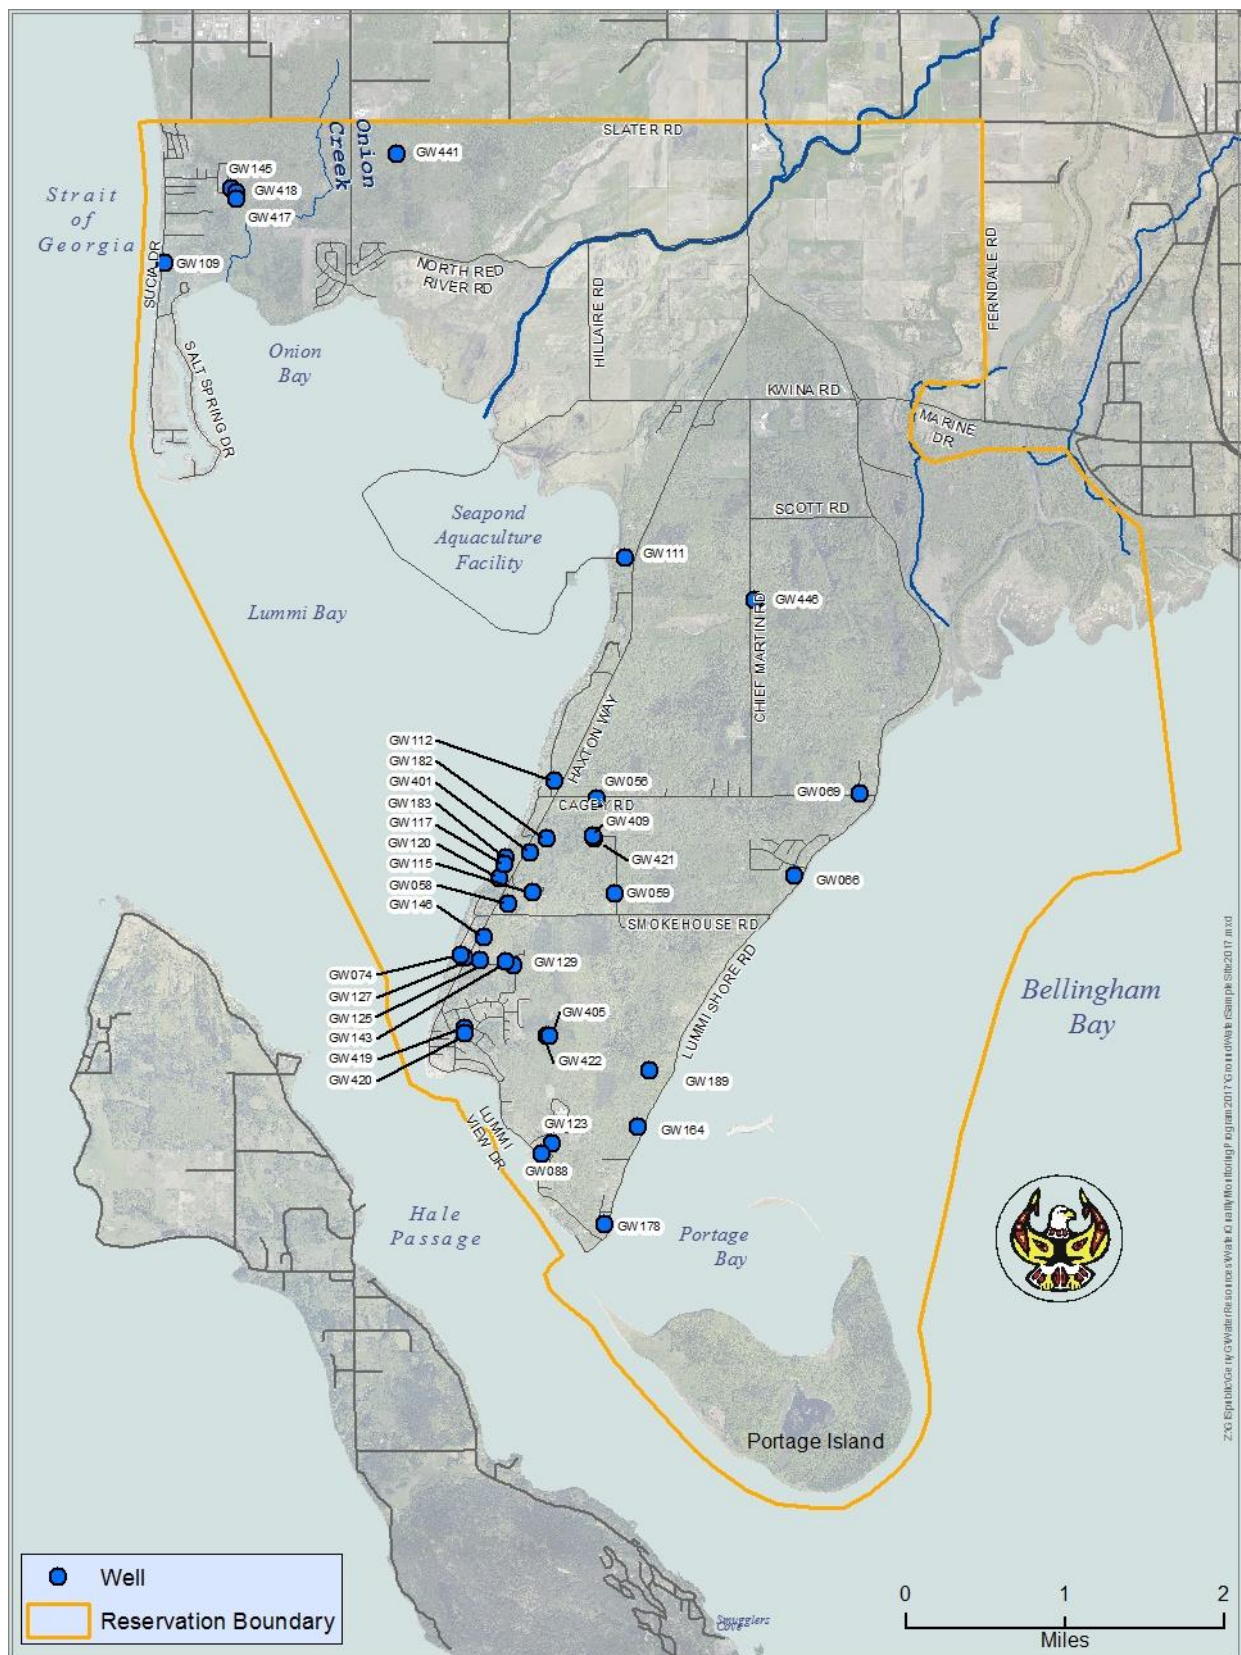 SLATER RD
Onion
Creek
GW441
GW145
GW418
GW417
Strait
of
Georgia
SUCIA DR
GW109
NORTH RED
RIVER RD
HILLAIRE RD
FERNDALE RD
Onion
Bay
SALT SPRING DR
KWINA RD
MARINE
DR
Seapond
Aquaculture
Facility
SCOTT RD
GW111
GW446
Lummi Bay
CHIEF MARTIN RD
HAXTON WAY
GW112
GW182
GW401
GW183
GW117
GW120
GW115
GW058
GW146
GW056
CAGEY RD
GW069
GW409
GW421
GW066
GW059
SMOKEHOUSE RD
GW074
GW127
GW125
GW143
GW419
GW420
GW129
GW405
GW422
LUMMI SHORE RD
Bellingham
Bay
GW189
LUMMI
VIEW DR
GW123
GW164
GW088
Hale
Passage
GW178
Portage
Bay
Portage Island
Well
Reservation Boundary
Smugglers
Cove
0 1 2
Miles